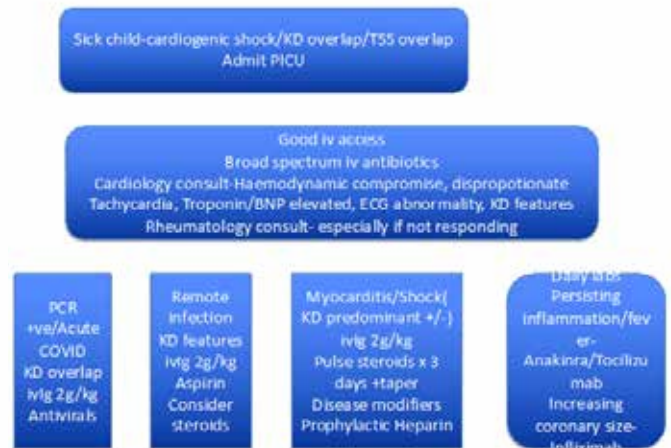 Sick child-cardiogenic shock/KD overlap/TSS overlap
Admit PICU
Good iv access
Broad spectrum iv antibiotics
Cardiology consult-Haemodynamic compromise, dispropotionate
Tachycardia, Troponin/BNP elevated, ECG abnormality, KD features
Rheumatology consult- especially if not responding
PCR
+ve/Acute
COVID
KD overlap
ivIg 2g/kg
Antivirals
Remote
infection
KD features
ivIg 2g/kg
Aspirin
Consider
steroids
Myocarditis/Shock(
KD predominant +/-)
ivIg 2g/kg
Pulse steroids x 3
days +taper
Disease modifiers
Prophylactic Heparin
Daily labs
Persisting
inflammation/fev
er-
Anakinra/Tocilizu
mab
Increasing
coronary size-
Infliximab